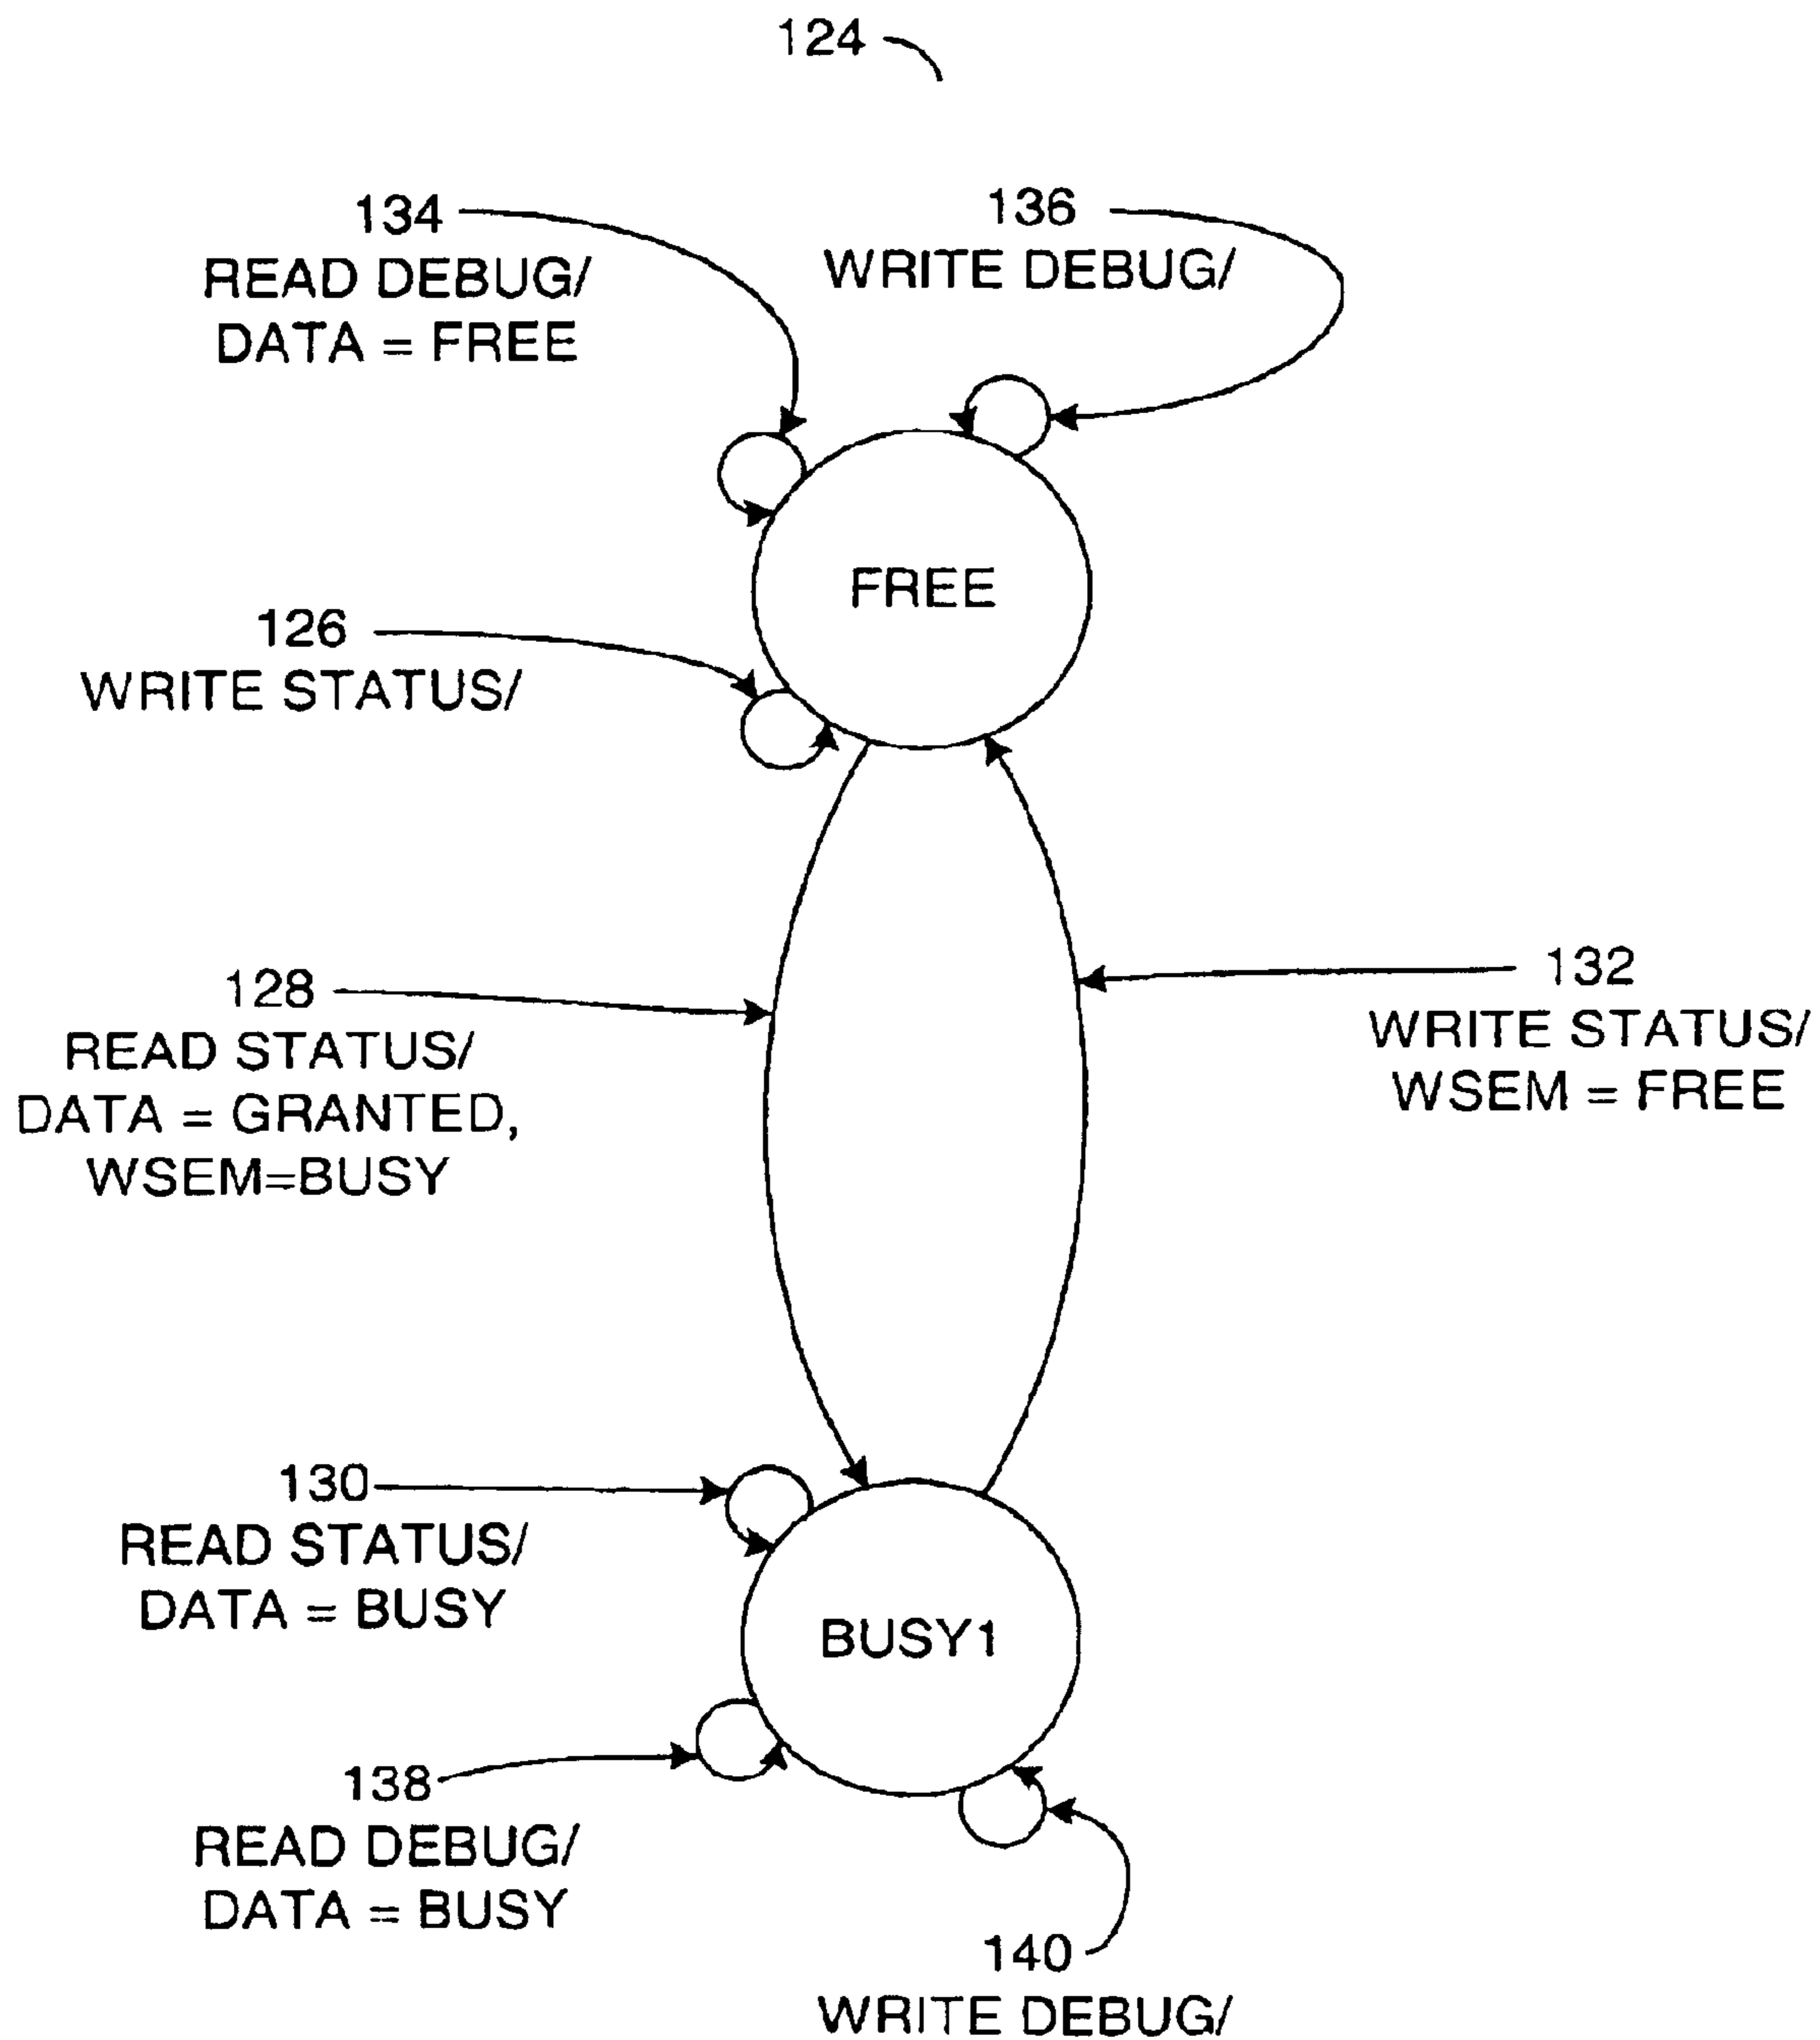 124
134
READ DEBUG/
DATA = FREE
136
WRITE DEBUG/
FREE
126
WRITE STATUS/
128
READ STATUS/
DATA = GRANTED,
WSEM=BUSY
132
WRITE STATUS/
WSEM = FREE
130
READ STATUS/
DATA = BUSY
BUSY1
138
READ DEBUG/
DATA = BUSY
140
WRITE DEBUG/